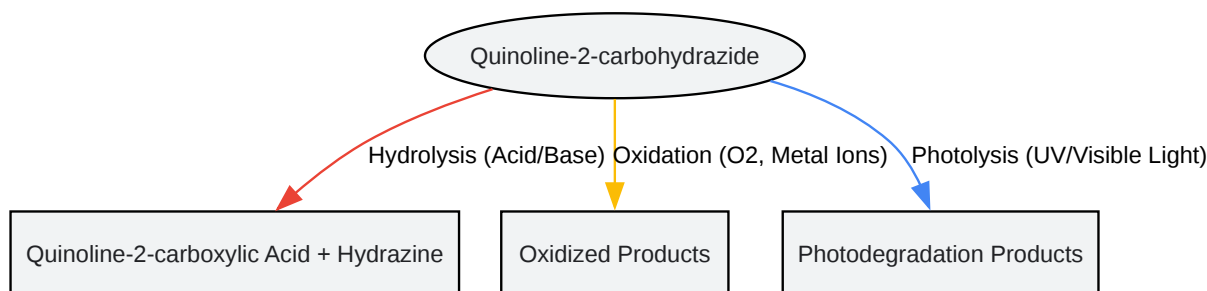 Quinoline-2-carbohydrazide
Hydrolysis (Acid/Base)
Oxidation (O2, Metal Ions)
Photolysis (UV/Visible Light)
Quinoline-2-carboxylic Acid + Hydrazine
Oxidized Products
Photodegradation Products